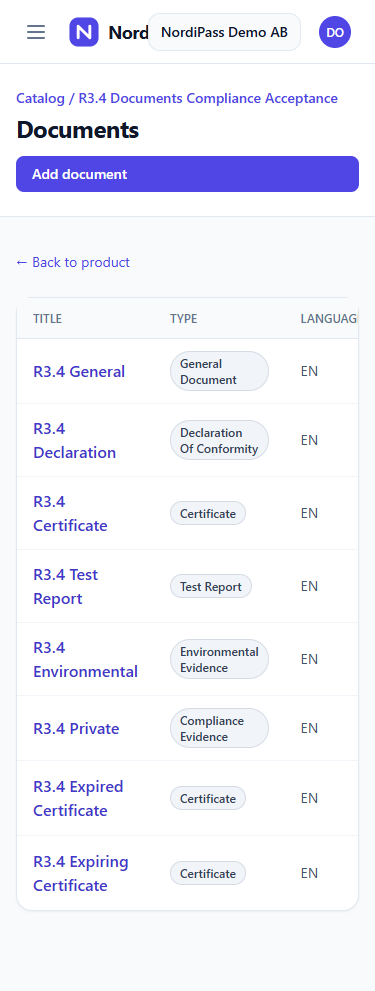 Nord
NordiPass Demo AB
DO
Catalog / R3.4 Documents Compliance Acceptance
Documents
Add document
← Back to product
TITLE TYPE LANGUAG
R3.4 General
General
Document
EN
R3.4
Declaration
Declaration
Of Conformity
EN
R3.4
Certificate
Certificate
EN
R3.4 Test
Report
Test Report
EN
R3.4
Environmental
Environmental
Evidence
EN
R3.4 Private
Compliance
Evidence
EN
R3.4 Expired
Certificate
Certificate
EN
R3.4 Expiring
Certificate
Certificate
EN